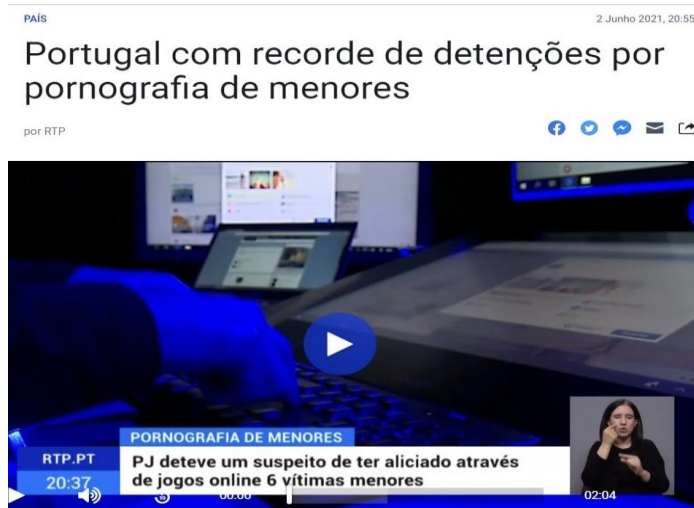 PAÍS
2 Junho 2021, 20:55
Portugal com recorde de detenções por
pornografia de menores
por RTP
PORNOGRAFIA DE MENORES
RTP.PT
PJ deteve um suspeito de ter aliciado através
de jogos online 6 vítimas menores
20:37
00:00
02:04